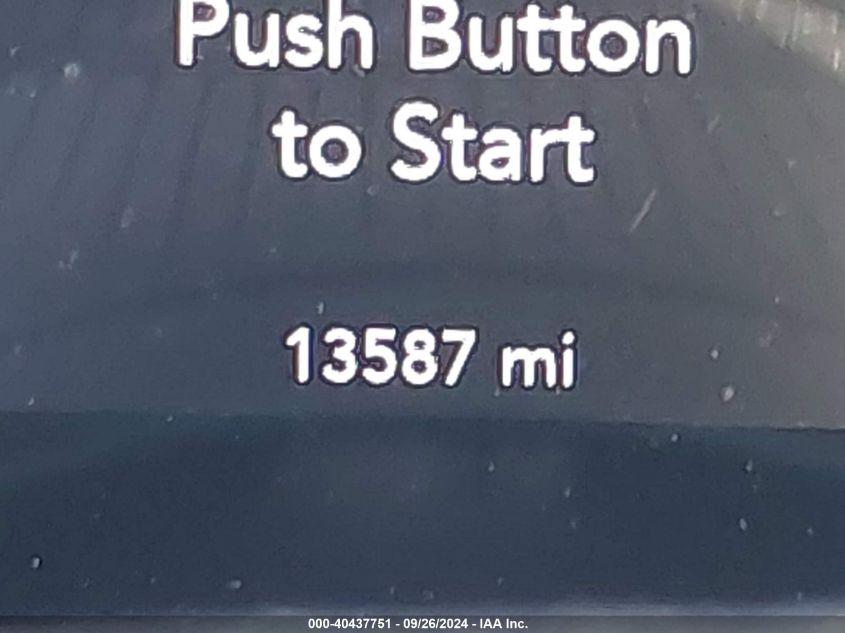 Push Button
to Start
13587 mi
000-40437751 - 09/26/2024 - IAA Inc.